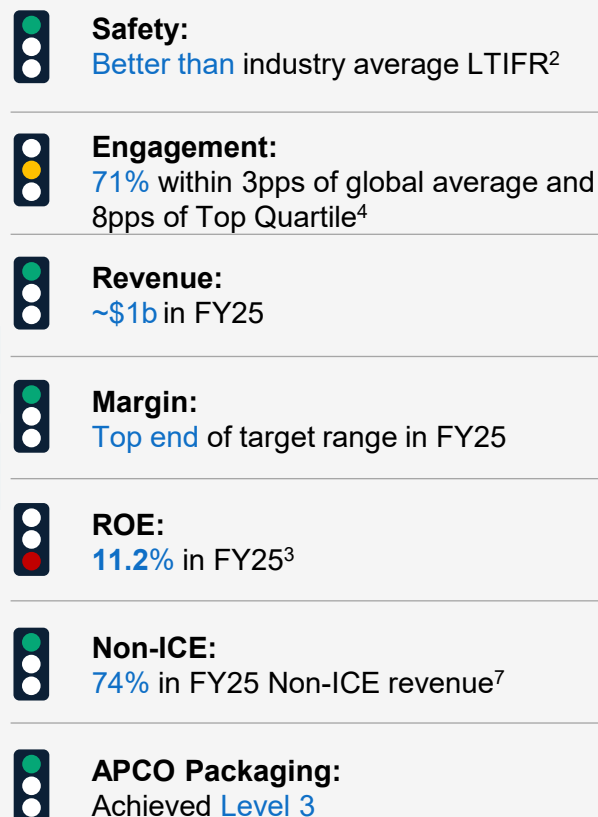 Safety:
Better than industry average LTIFR²
Engagement:
71% within 3pps of global average and
8pps of Top Quartile⁴
Revenue:
~$1b in FY25
Margin:
Top end of target range in FY25
ROE:
11.2% in FY25³
Non-ICE:
74% in FY25 Non-ICE revenue⁷
APCO Packaging:
Achieved Level 3